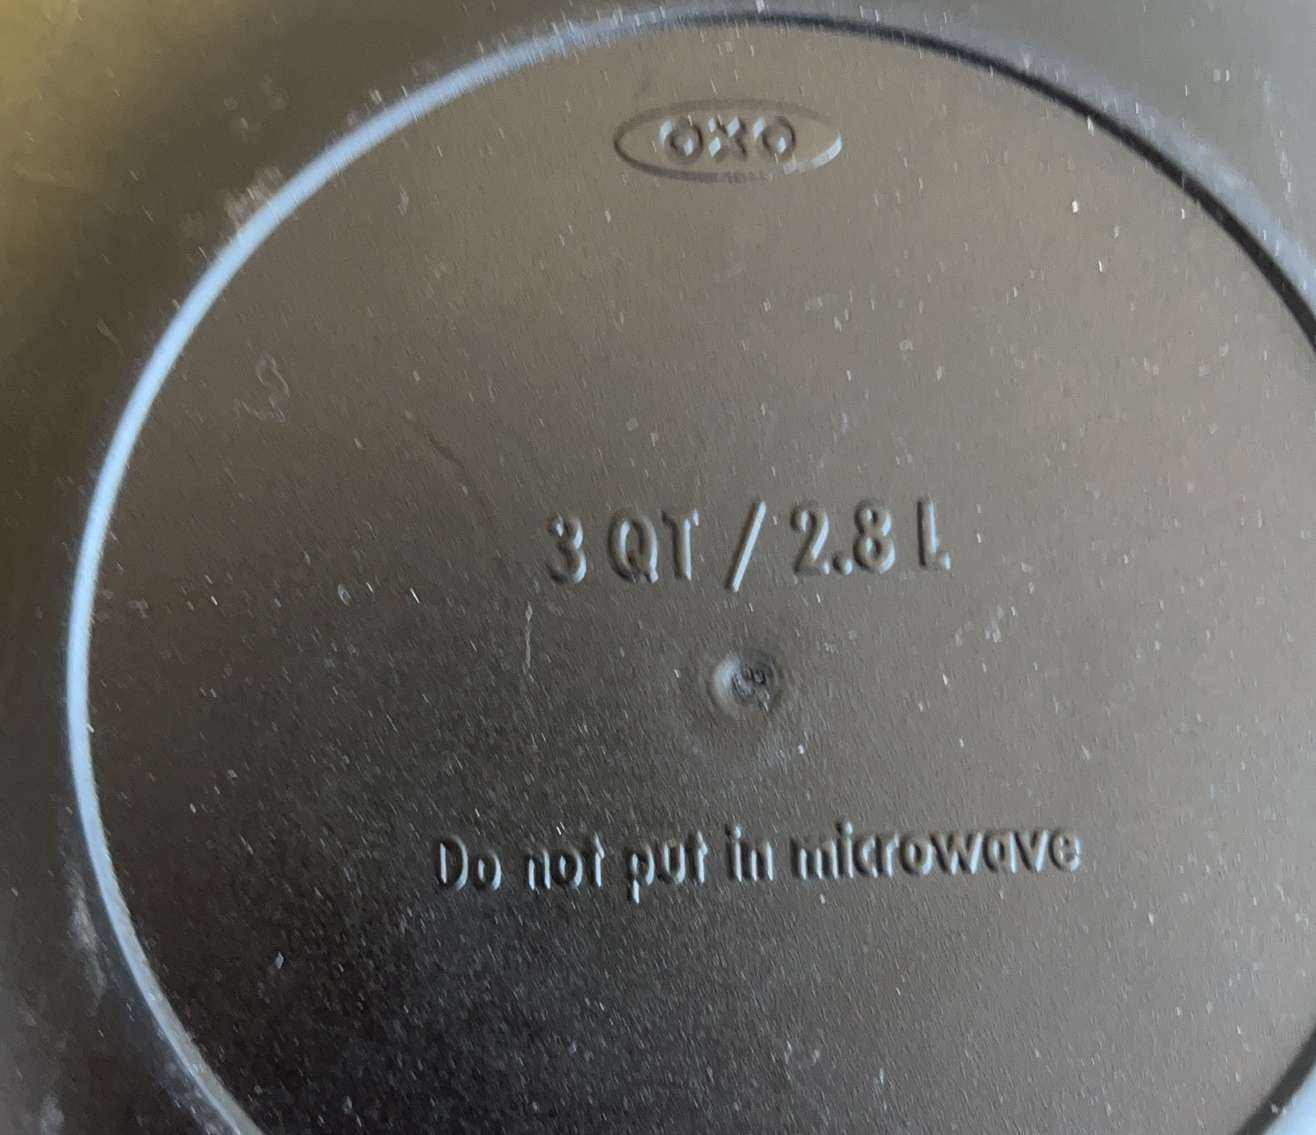 OXO
3 QT / 2.8 L
Do not put in microwave